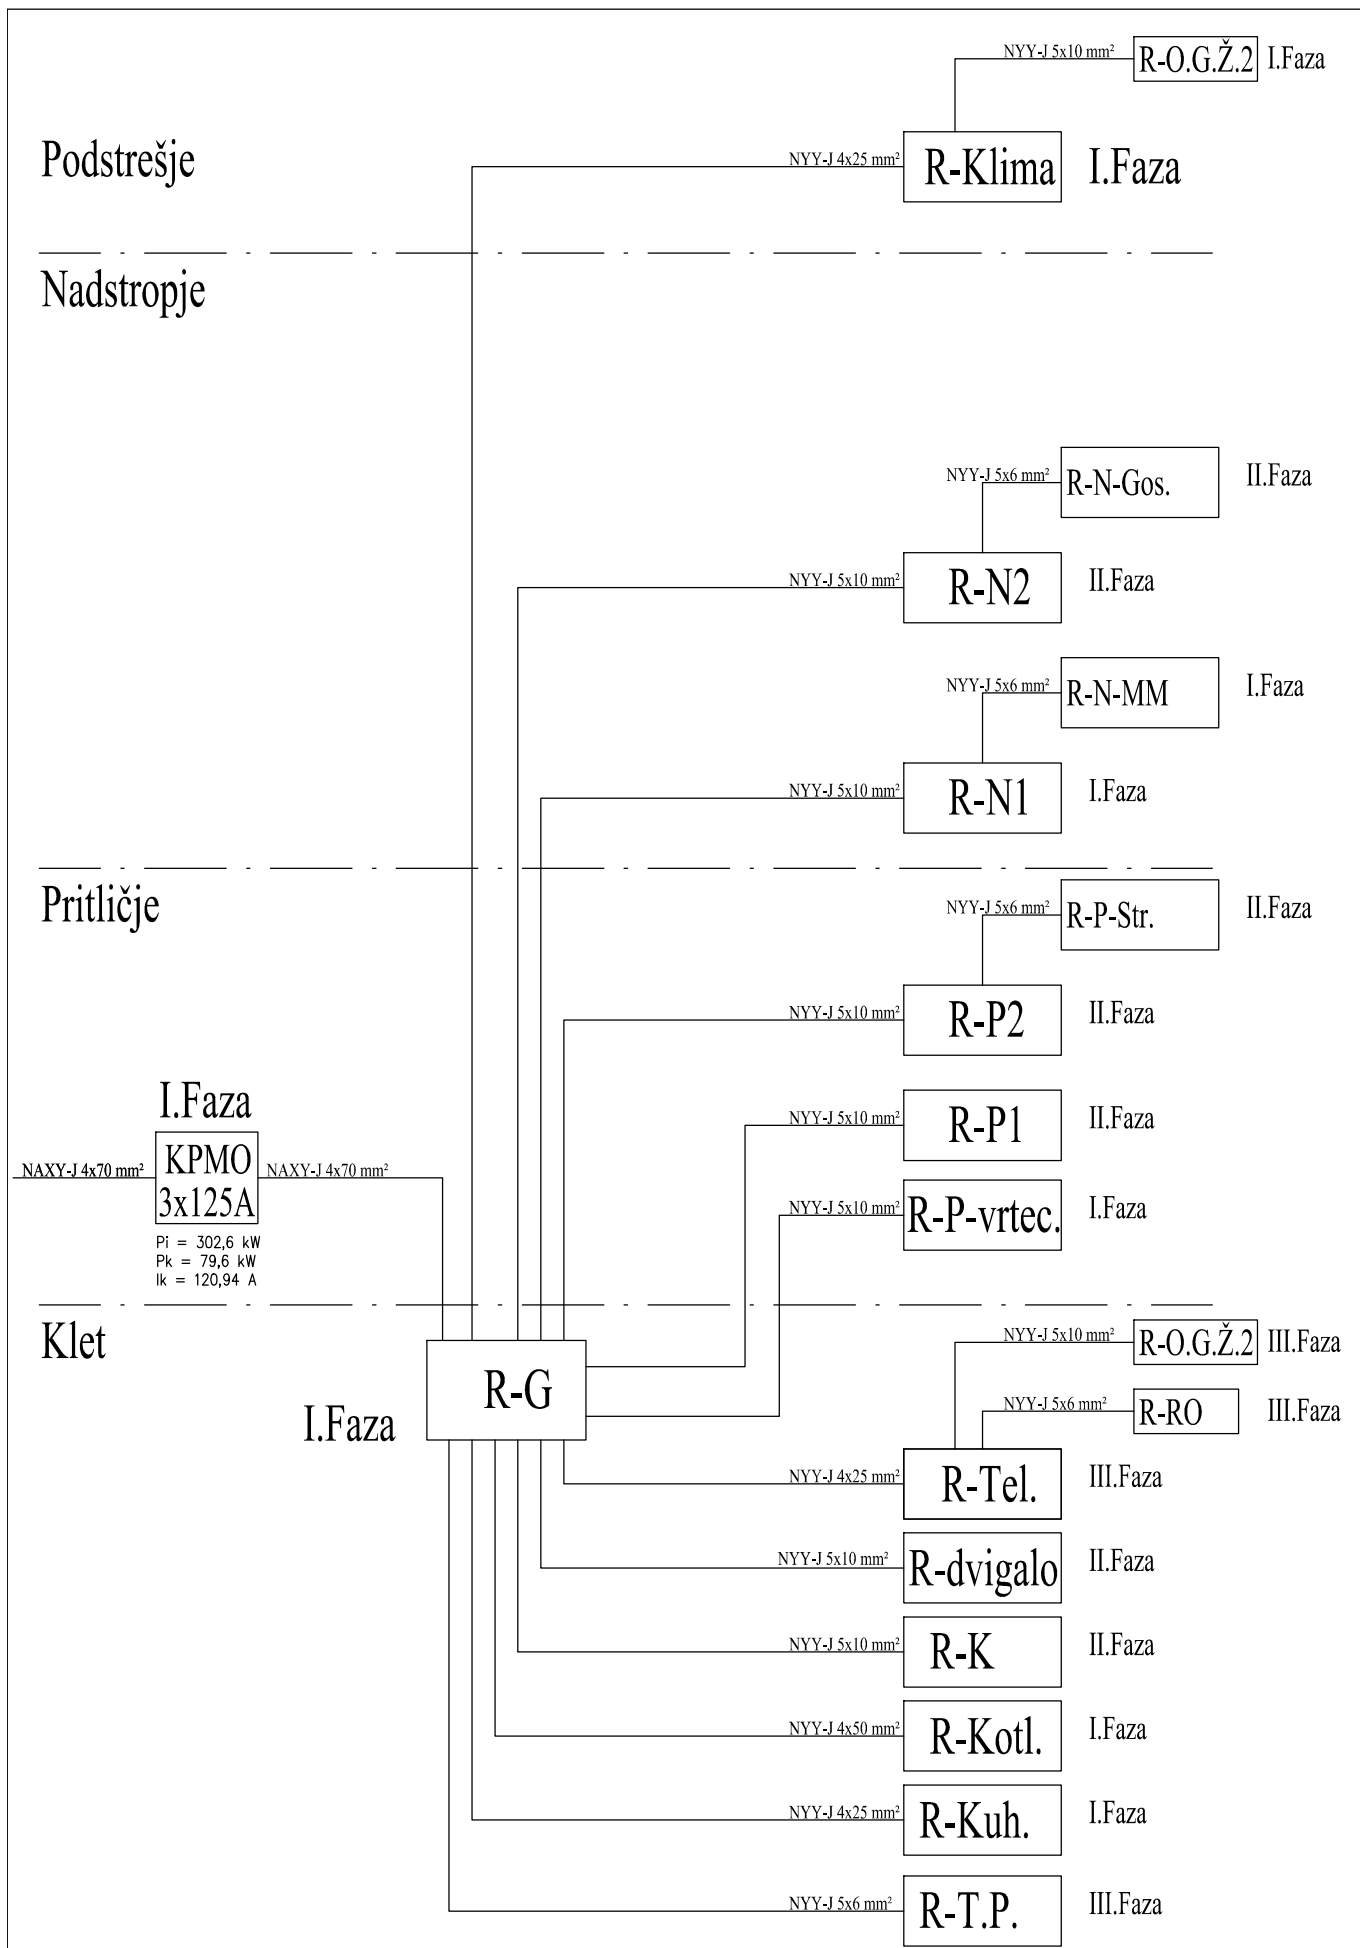 NYY-J 5x10 mm²
R-O.G.Ž.2
I.Faza
Podstrešje
NYY-J 4x25 mm²
R-Klima
I.Faza
Nadstropje
NYY-J 5x6 mm²
R-N-Gos.
II.Faza
NYY-J 5x10 mm²
R-N2
II.Faza
NYY-J 5x6 mm²
R-N-MM
I.Faza
NYY-J 5x10 mm²
R-N1
I.Faza
Pritličje
NYY-J 5x6 mm²
R-P-Str.
II.Faza
NYY-J 5x10 mm²
R-P2
II.Faza
I.Faza
NAXY-J 4x70 mm²
KPMO
3x125A
NAXY-J 4x70 mm²
Pi = 302,6 kW
Pk = 79,6 kW
Ik = 120,94 A
NYY-J 5x10 mm²
R-P1
II.Faza
NYY-J 5x10 mm²
R-P-vrtec.
I.Faza
Klet
R-G
I.Faza
NYY-J 5x10 mm²
R-O.G.Ž.2
III.Faza
NYY-J 5x6 mm²
R-RO
III.Faza
NYY-J 4x25 mm²
R-Tel.
III.Faza
NYY-J 5x10 mm²
R-dvigalo
II.Faza
NYY-J 5x10 mm²
R-K
II.Faza
NYY-J 4x50 mm²
R-Kotl.
I.Faza
NYY-J 4x25 mm²
R-Kuh.
I.Faza
NYY-J 5x6 mm²
R-T.P.
III.Faza